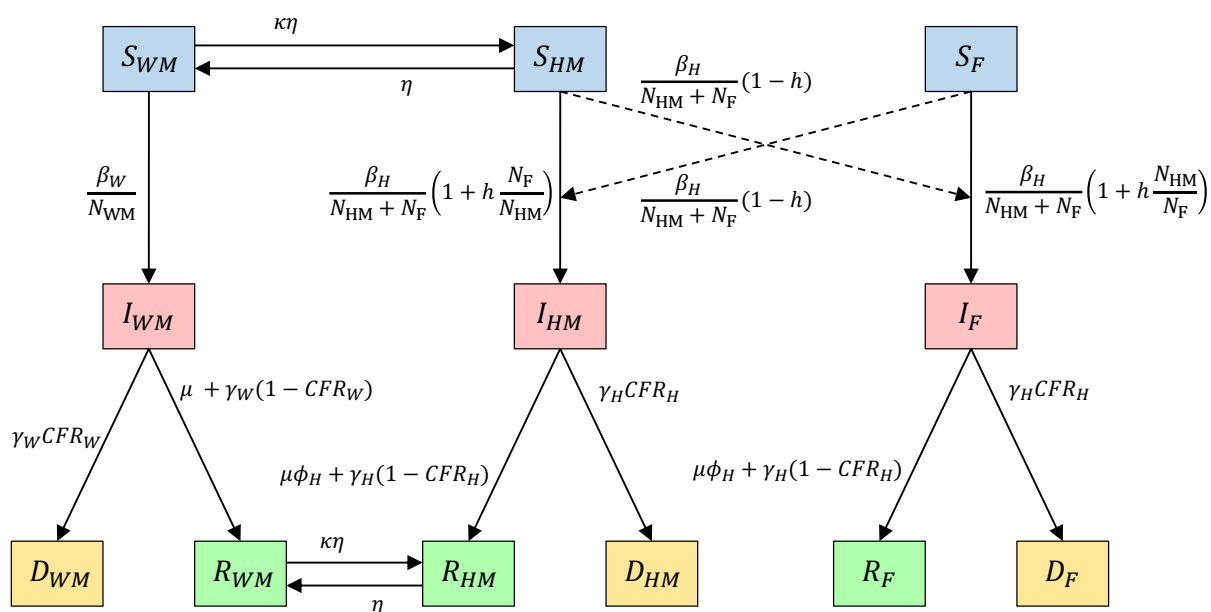 κη
S_WM S_HM S_F
η
β_H/(N_HM + N_F) (1 − h)
β_W/N_WM
β_H/(N_HM + N_F) (1 + h N_F/N_HM)
β_H/(N_HM + N_F) (1 − h)
β_H/(N_HM + N_F) (1 + h N_HM/N_F)
I_WM I_HM I_F
γ_W CFR_W
μ + γ_W(1 − CFR_W)
μϕ_H + γ_H(1 − CFR_H)
γ_H CFR_H
μϕ_H + γ_H(1 − CFR_H)
γ_H CFR_H
κη
D_WM R_WM R_HM D_HM R_F D_F
η